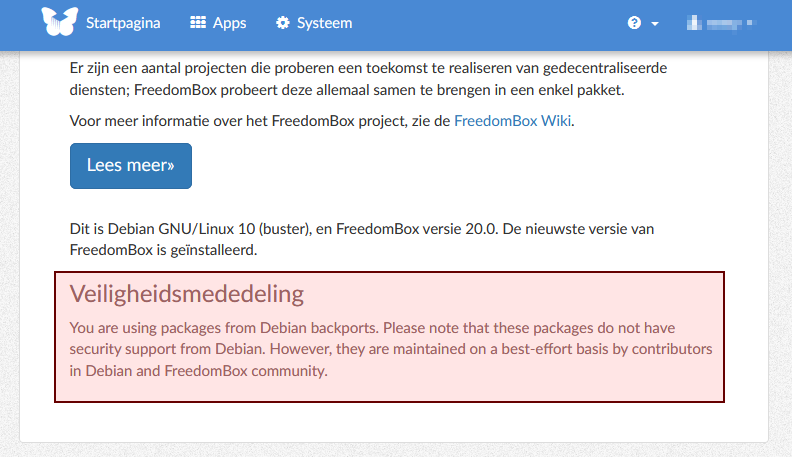 Startpagina Apps Systeem
Er zijn een aantal projecten die proberen een toekomst te realiseren van gedecentraliseerde
diensten; FreedomBox probeert deze allemaal samen te brengen in een enkel pakket.
Voor meer informatie over het FreedomBox project, zie de FreedomBox Wiki.
Lees meer»
Dit is Debian GNU/Linux 10 (buster), en FreedomBox versie 20.0. De nieuwste versie van
FreedomBox is geïnstalleerd.
Veiligheidsmededeling
You are using packages from Debian backports. Please note that these packages do not have
security support from Debian. However, they are maintained on a best-effort basis by contributors
in Debian and FreedomBox community.